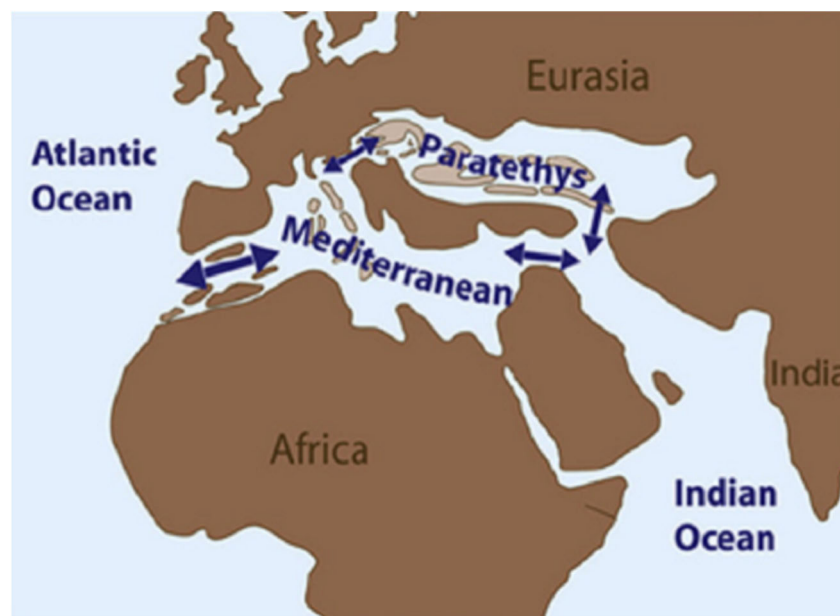 Eurasia
Atlantic
Ocean
Paratethys
Mediterranean
India
Africa
Indian
Ocean